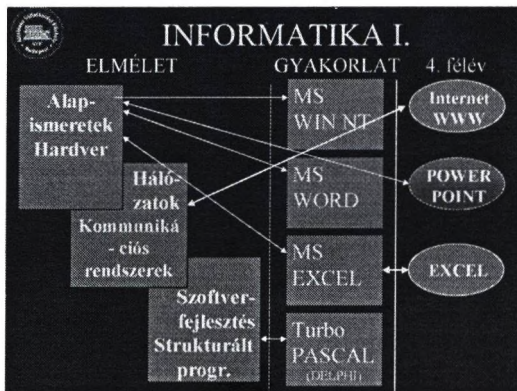 INFORMATIKA I.
ELMÉLET
GYAKORLAT
4. félév
Alap-
ismeretek
Hardver
Háló-
zatok
Kommuniká
- ciós
rendszerek
Szoftver-
fejlesztés
Strukturált
progr.
MS
WIN NT
MS
WORD
MS
EXCEL
Turbo
PASCAL
(DELPHI)
Internet
WWW
POWER
POINT
EXCEL